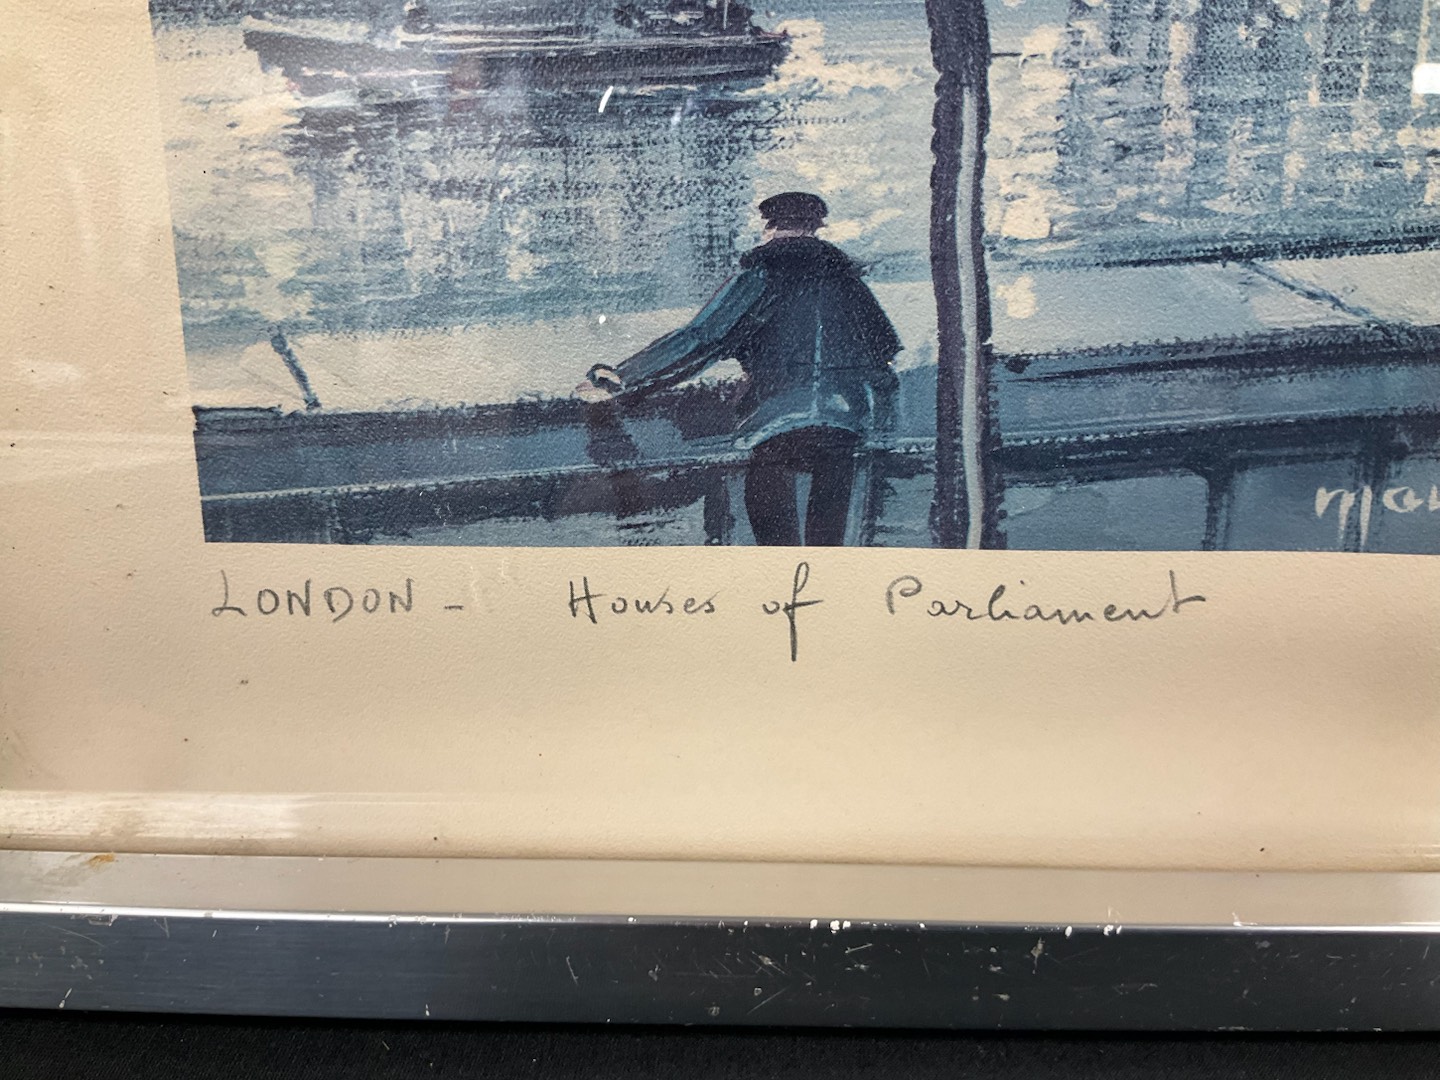 LONDON - Houses of Parliament